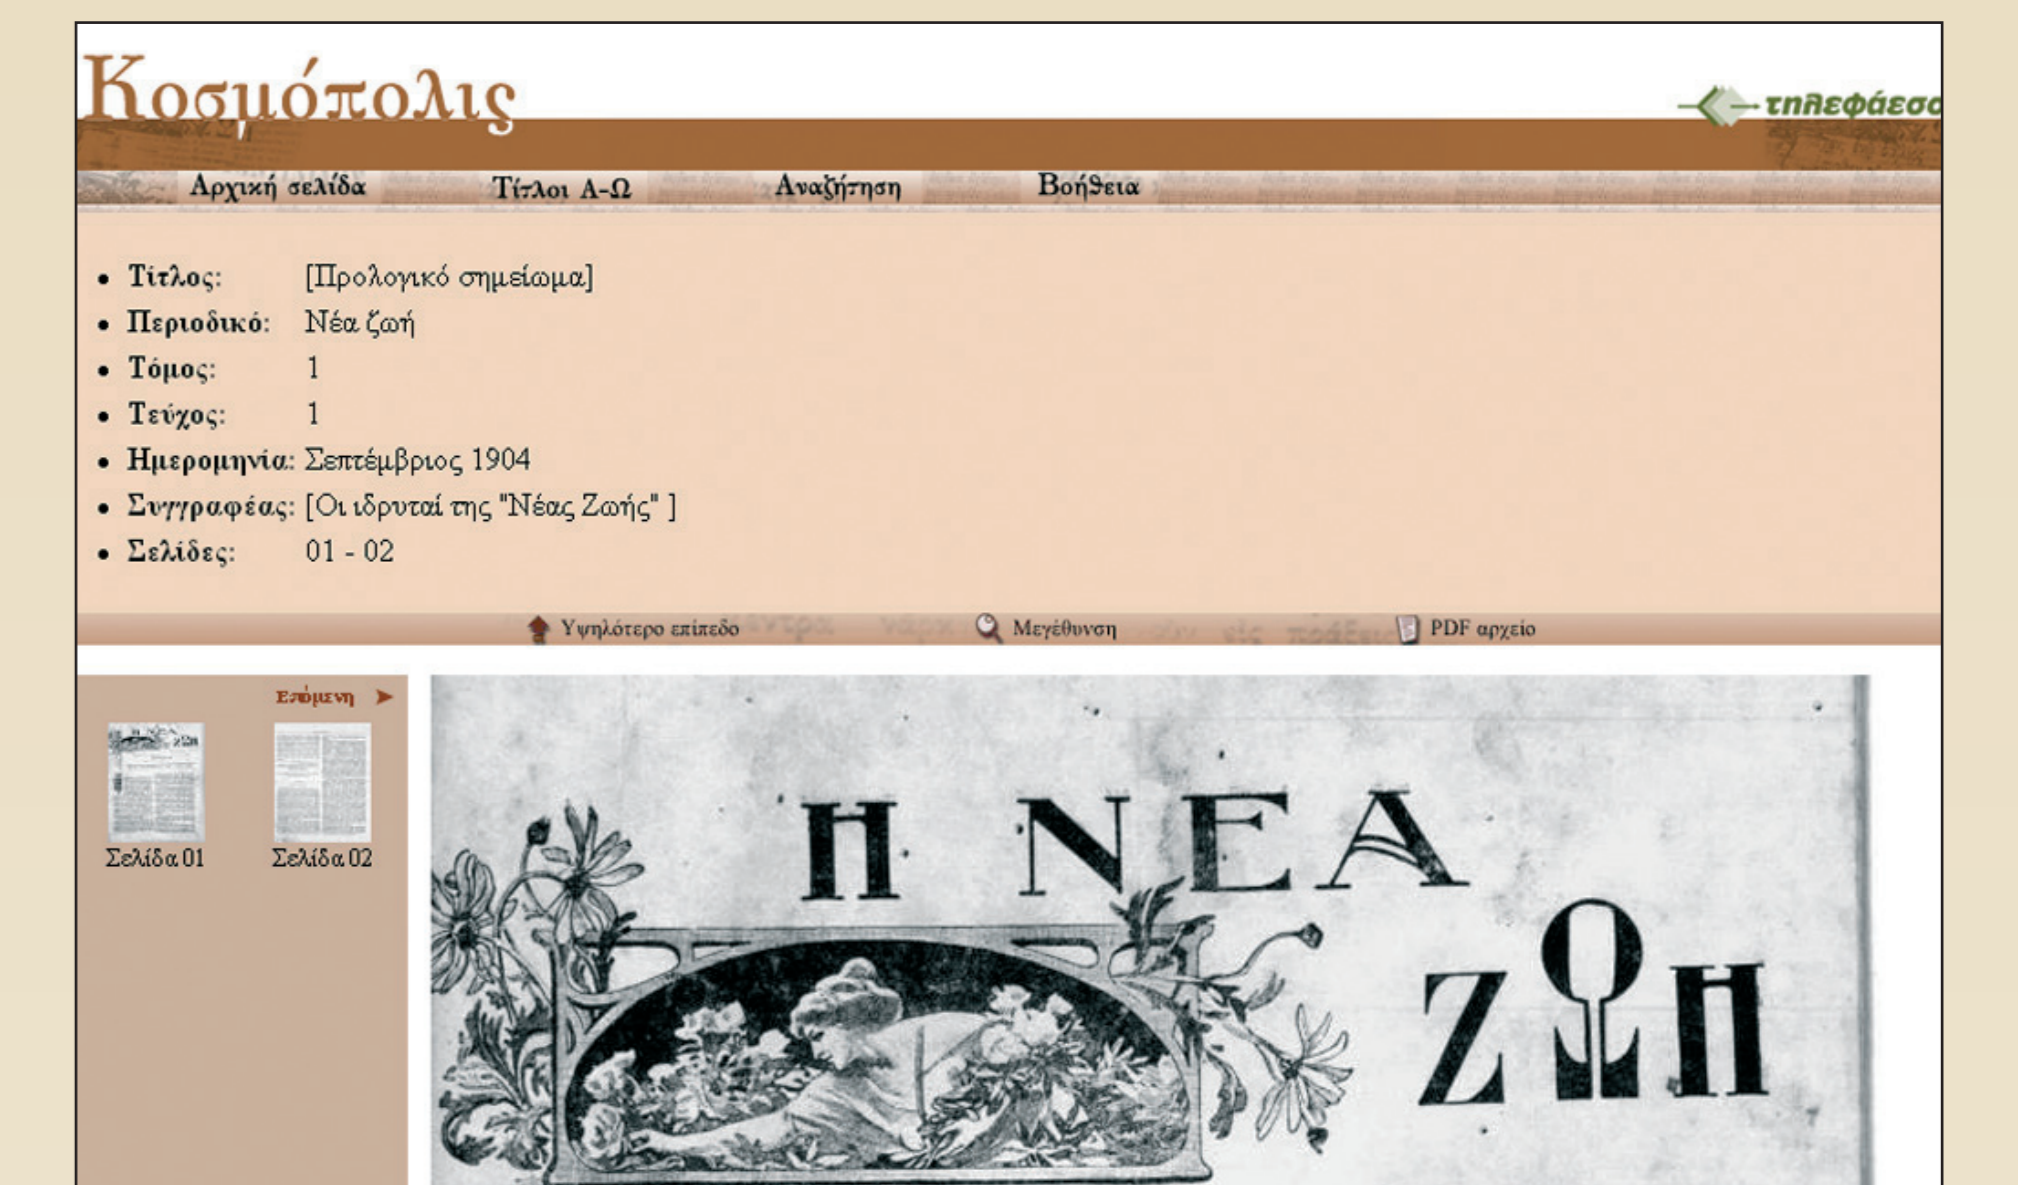 Κοσμόπολις
τηλεφάεσσα
Αρχική σελίδα Τίτλοι Α-Ω Αναζήτηση Βοήθεια
• Τίτλος: [Προλογικό σημείωμα]
• Περιοδικό: Νέα ζωή
• Τόμος: 1
• Τεύχος: 1
• Ημερομηνία: Σεπτέμβριος 1904
• Συγγραφέας: [Οι ιδρυταί της "Νέας Ζωής" ]
• Σελίδες: 01 - 02
Υψηλότερο επίπεδο Μεγέθυνση PDF αρχείο
Επόμενη
Σελίδα 01 Σελίδα 02
Η ΝΕΑ
ΖΩΗ